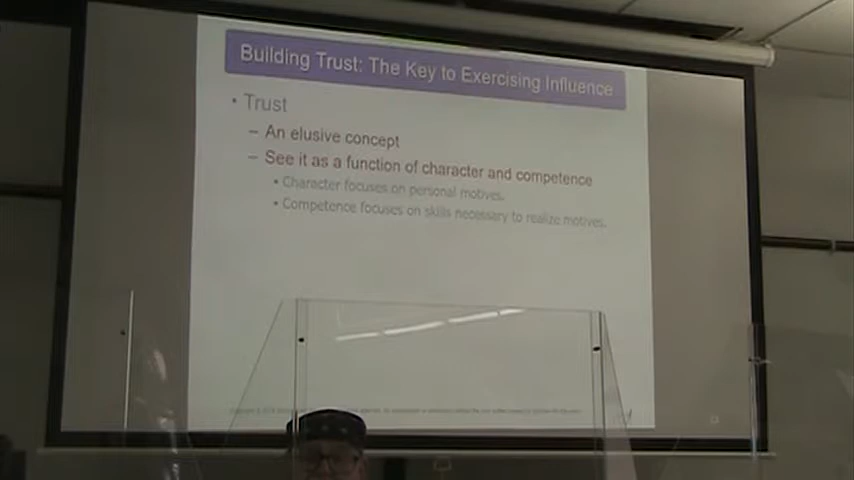 Building Trust: The Key to Exercising Influence
• Trust
– An elusive concept
– See it as a function of character and competence
• Character focuses on personal motives.
• Competence focuses on skills necessary to realize motives.